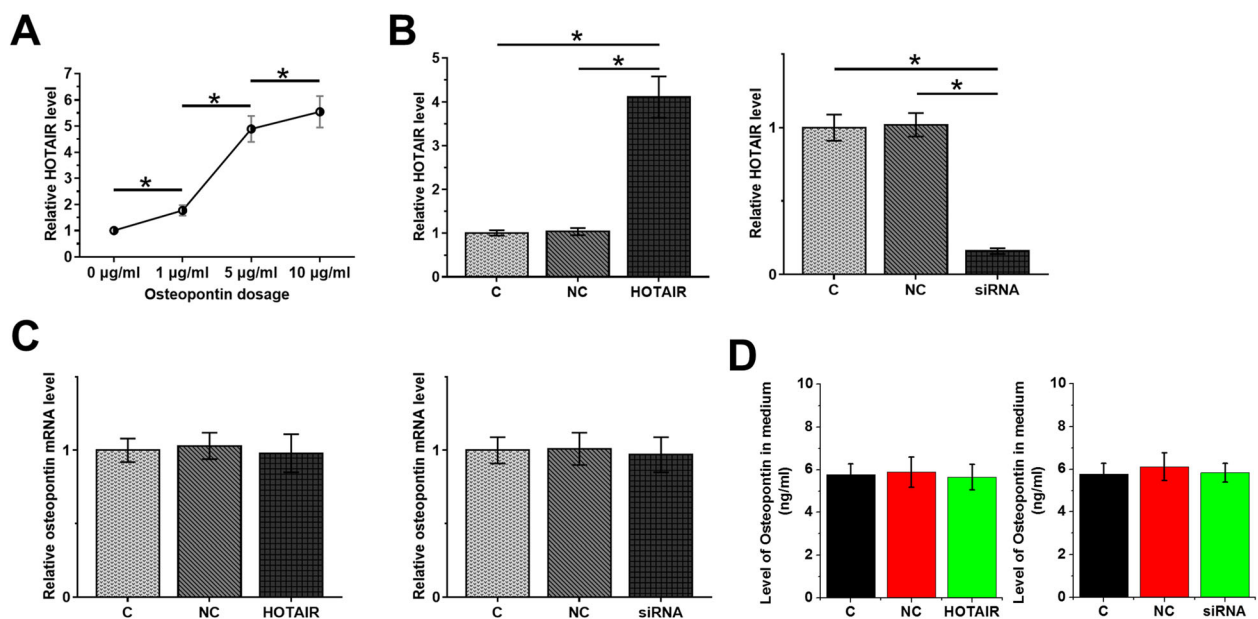 A
Relative HOTAIR level
7
6
5
4
3
2
1
0
*
*
*
0 µg/ml 1 µg/ml 5 µg/ml 10 µg/ml
Osteopontin dosage
B
Relative HOTAIR level
5
4
3
2
1
0
*
*
C NC HOTAIR
Relative HOTAIR level
1
0
*
*
C NC siRNA
C
Relative osteopontin mRNA level
1
0
C NC HOTAIR
Relative osteopontin mRNA level
1
0
C NC siRNA
D
Level of Osteopontin in medium
(ng/ml)
10
8
6
4
2
0
C NC HOTAIR
Level of Osteopontin in medium
(ng/ml)
10
8
6
4
2
0
C NC siRNA